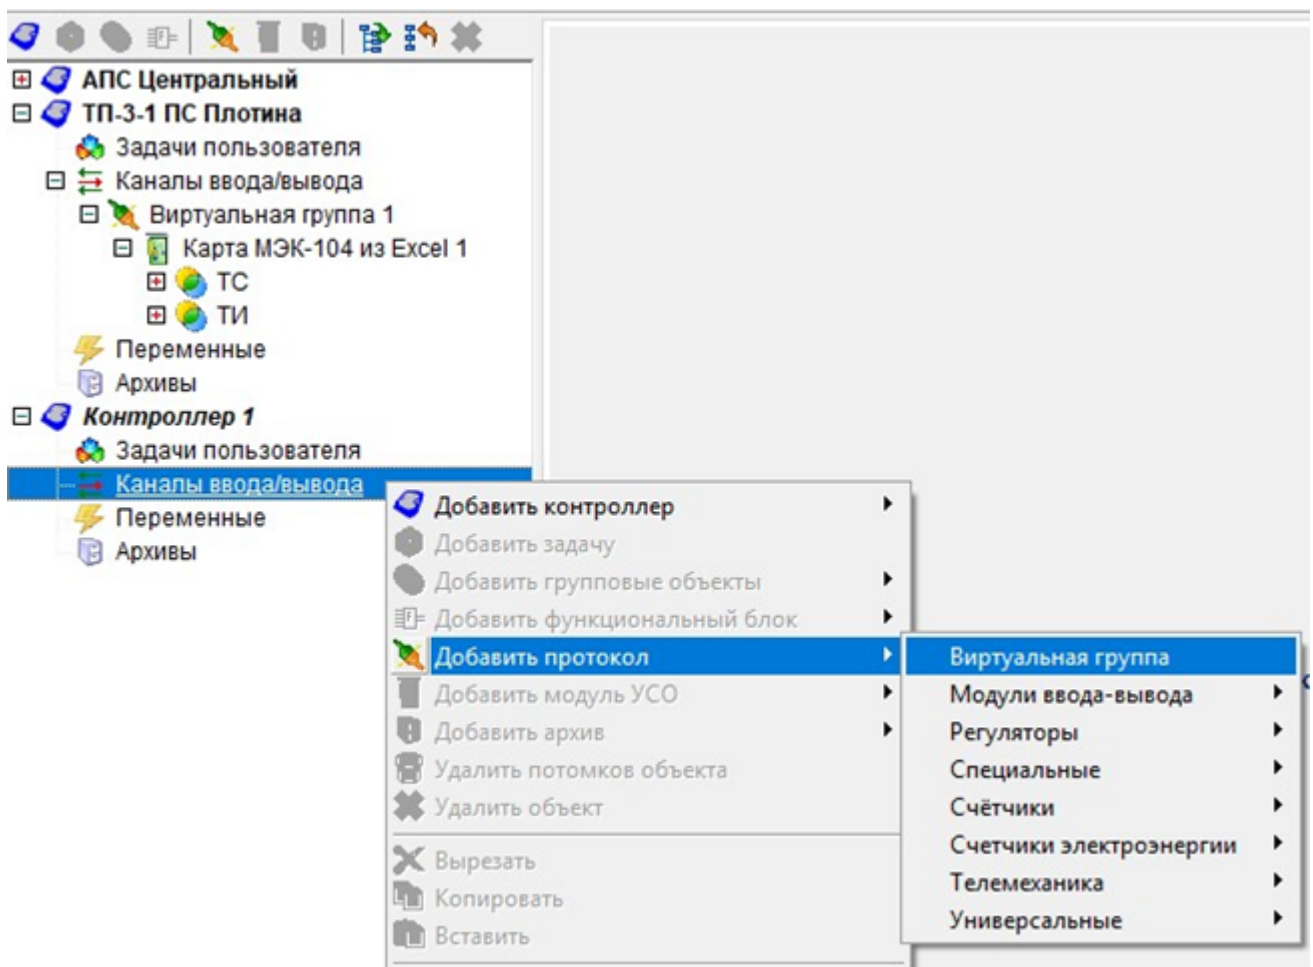 АПС Центральный
ТП-3-1 ПС Плотина
Задачи пользователя
Каналы ввода/вывода
Виртуальная группа 1
Карта МЭК-104 из Excel 1
ТС
ТИ
Переменные
Архивы
Контроллер 1
Задачи пользователя
Каналы ввода/вывода
Переменные
Архивы
Добавить контроллер
Добавить задачу
Добавить групповые объекты
Добавить функциональный блок
Добавить протокол
Добавить модуль УСО
Добавить архив
Удалить потомков объекта
Удалить объект
Вырезать
Копировать
Вставить
Виртуальная группа
Модули ввода-вывода
Регуляторы
Специальные
Счётчики
Счетчики электроэнергии
Телемеханика
Универсальные